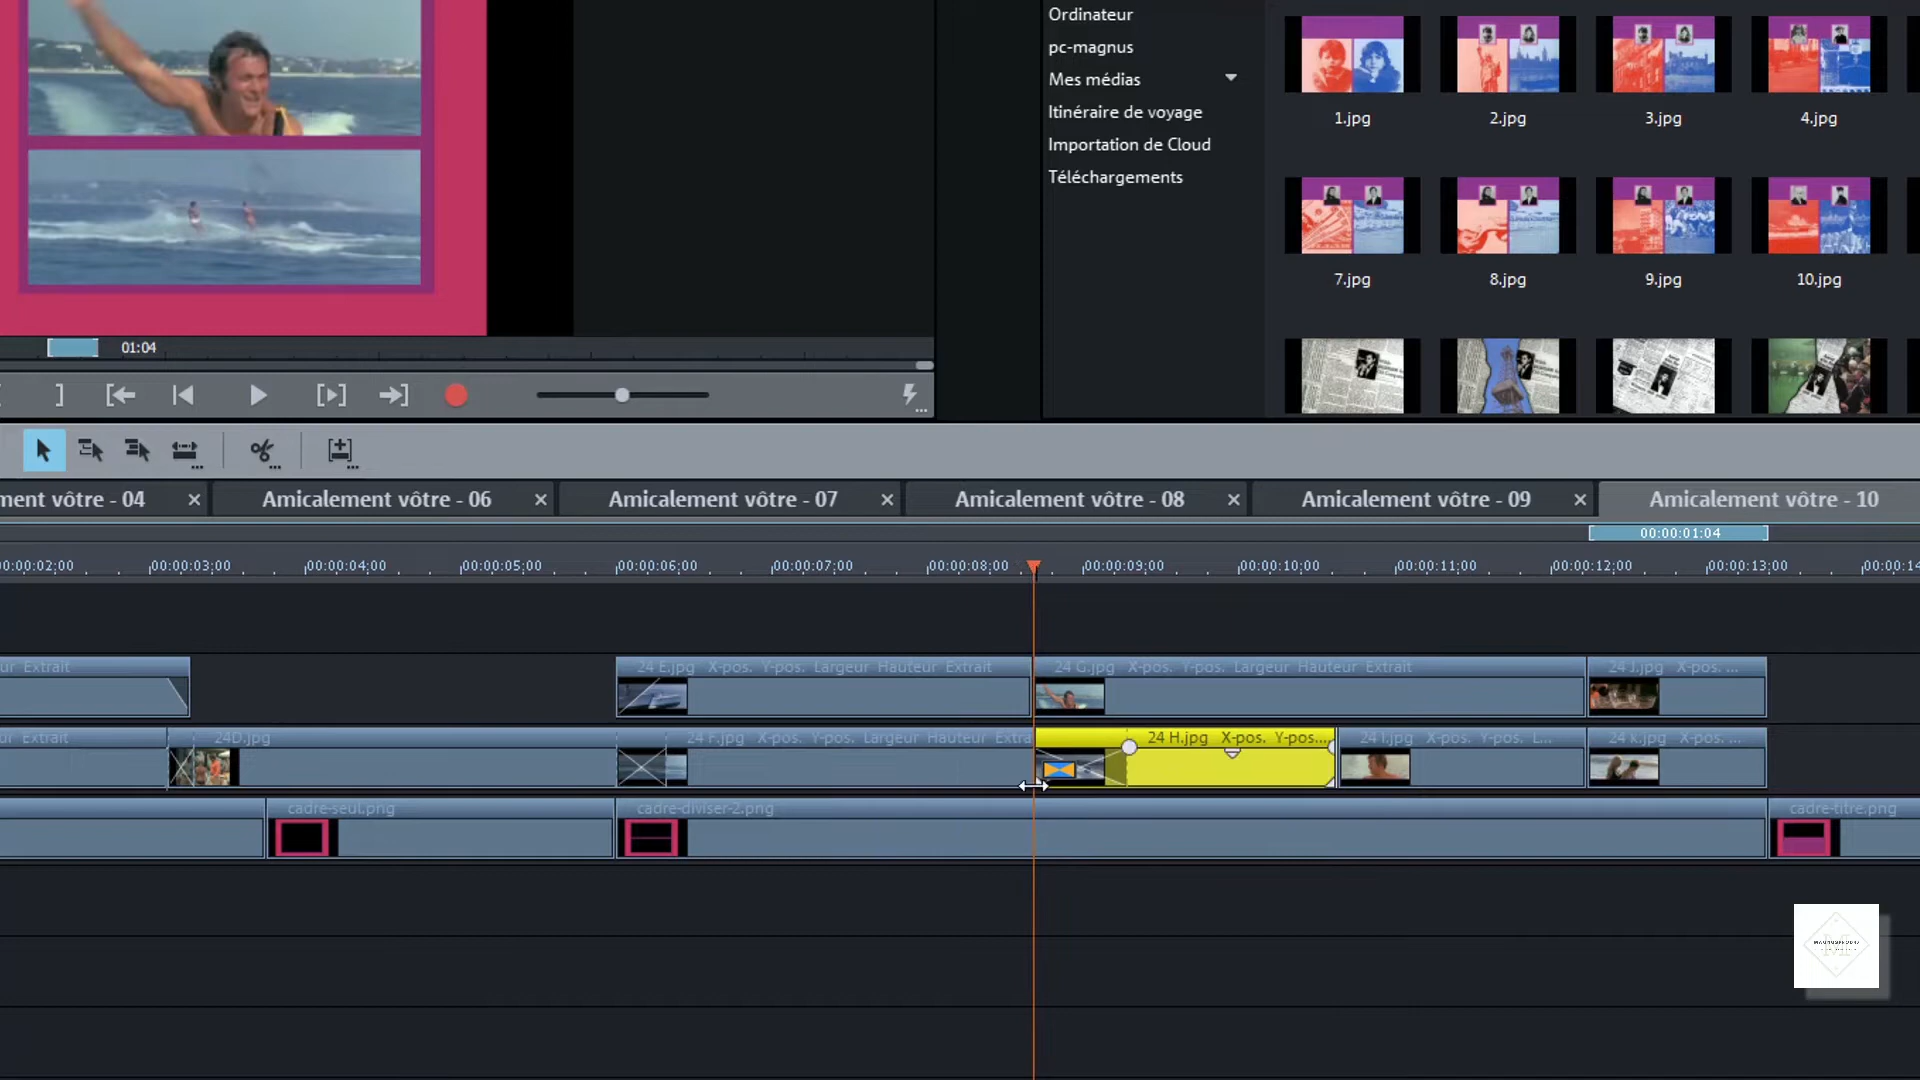 Ordinateur
pc-magnus
Mes médias
Itinéraire de voyage
Importation de Cloud
Téléchargements
1.jpg
2.jpg
3.jpg
4.jpg
7.jpg
8.jpg
9.jpg
10.jpg
01:04
ment vôtre - 04
Amicalement vôtre - 06
Amicalement vôtre - 07
Amicalement vôtre - 08
Amicalement vôtre - 09
Amicalement vôtre - 10
00:00:01:04
00:00:02;00
00:00:03;00
00:00:04;00
00:00:05;00
00:00:06;00
00:00:07;00
00:00:08;00
00:00:09;00
00:00:10;00
00:00:11;00
00:00:12;00
00:00:13;00
00:00:14
ur Extrait
24 E.jpg X-pos. Y-pos. Largeur Hauteur Extrait
24 G.jpg X-pos. Y-pos. Largeur Hauteur Extrait
24 J.jpg X-pos. ...
ur Extrait
24D.jpg
24 F.jpg X-pos. Y-pos. Largeur Hauteur Extra
24 H.jpg X-pos. Y-pos....
24 I.jpg X-pos. Y-pos. L...
24 k.jpg X-pos. ...
cadre-seul.png
cadre-diviser-2.png
cadre-titre.png